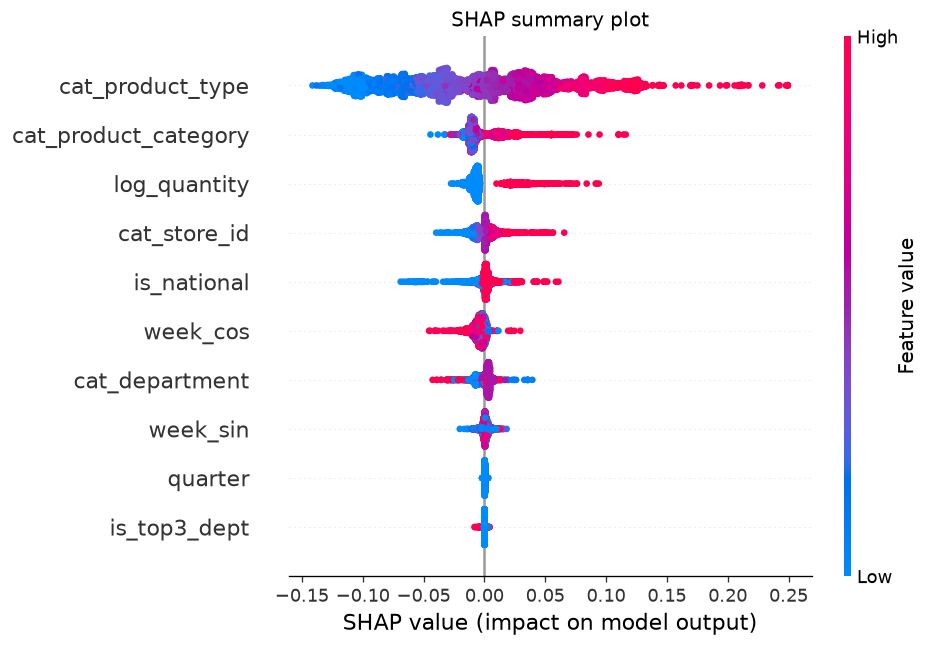 SHAP summary plot
High
cat_product_type
cat_product_category
log_quantity
cat_store_id
is_national
week_cos
cat_department
week_sin
quarter
is_top3_dept
Feature value
Low
−0.15 −0.10 −0.05 0.00 0.05 0.10 0.15 0.20 0.25
SHAP value (impact on model output)